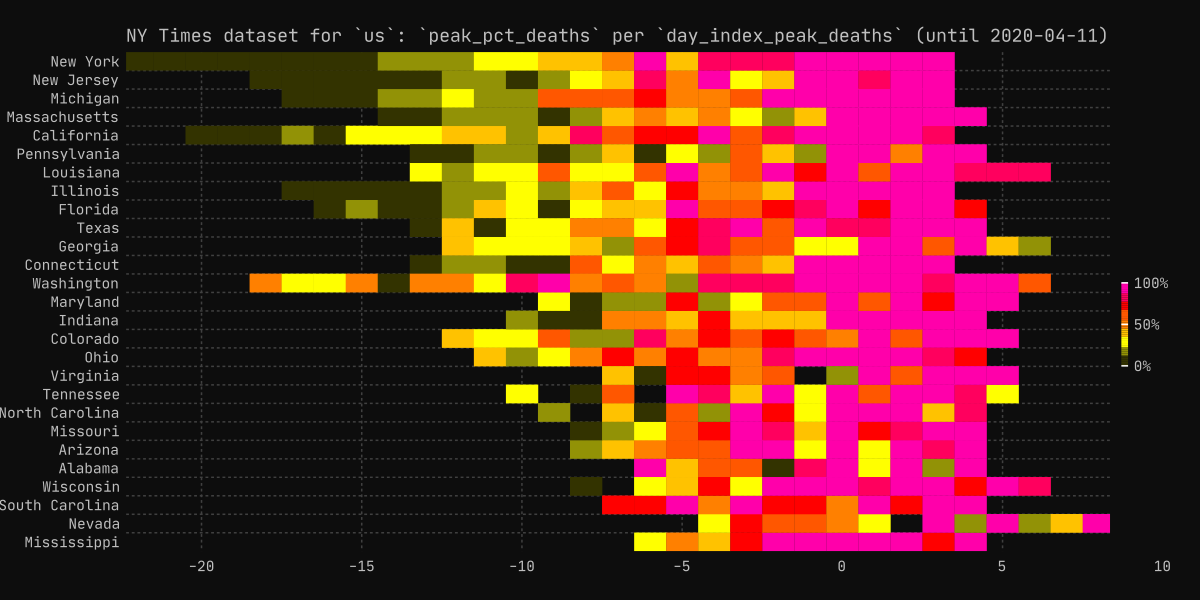 NY Times dataset for `us`: `peak_pct_deaths` per `day_index_peak_deaths` (until 2020-04-11)
New York
New Jersey
Michigan
Massachusetts
California
Pennsylvania
Louisiana
Illinois
Florida
Texas
Georgia
Connecticut
Washington
Maryland
Indiana
Colorado
Ohio
Virginia
Tennessee
North Carolina
Missouri
Arizona
Alabama
Wisconsin
South Carolina
Nevada
Mississippi
100%
50%
0%
-20 -15 -10 -5 0 5 10